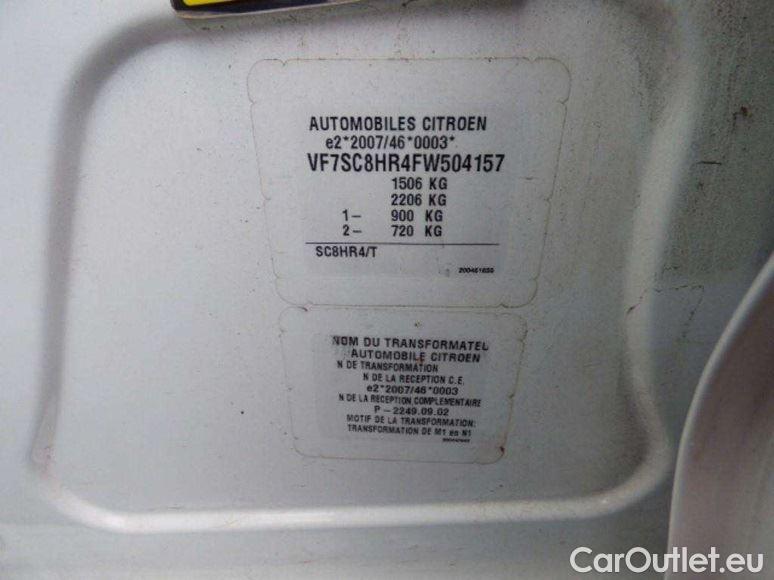 AUTOMOBILES CITROEN
e2*2007/46*0003*
VF7SC8HR4FW504157
1506 KG
2206 KG
1- 900 KG
2- 720 KG
SC8HR4/T
NOM DU TRANSFORMATEU
AUTOMOBILE CITROEN
N DE TRANSFORMATION
N DE LA RECEPTION C.E.
e2*2007/46*0003
N DE LA RECEPTION COMPLEMENTAIRE
P-2249.09.02
MOTIF DE LA TRANSFORMATION:
TRANSFORMATION DE M1 en N1
CarOutlet.eu